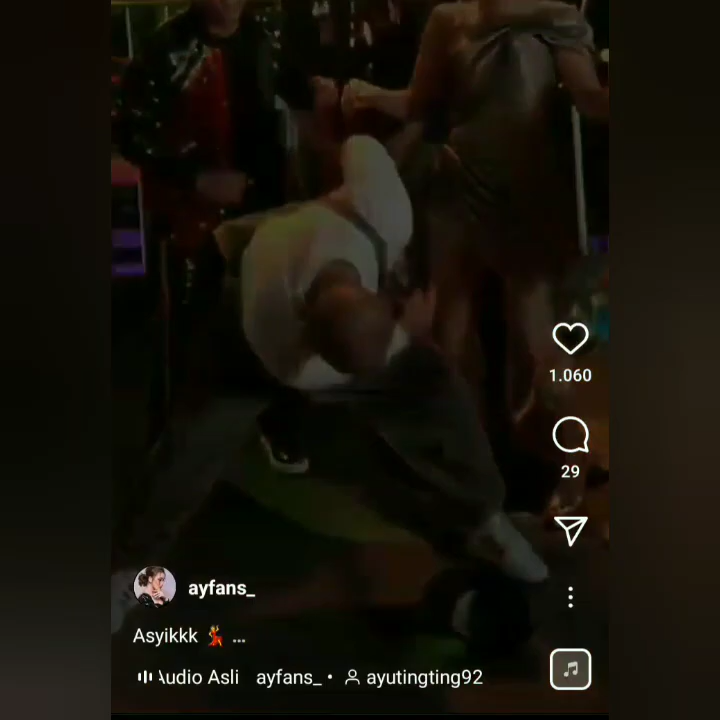 1.060
29
ayfans_
Asyikkk 💃 ...
Audio Asli ayfans_ • ayutingting92